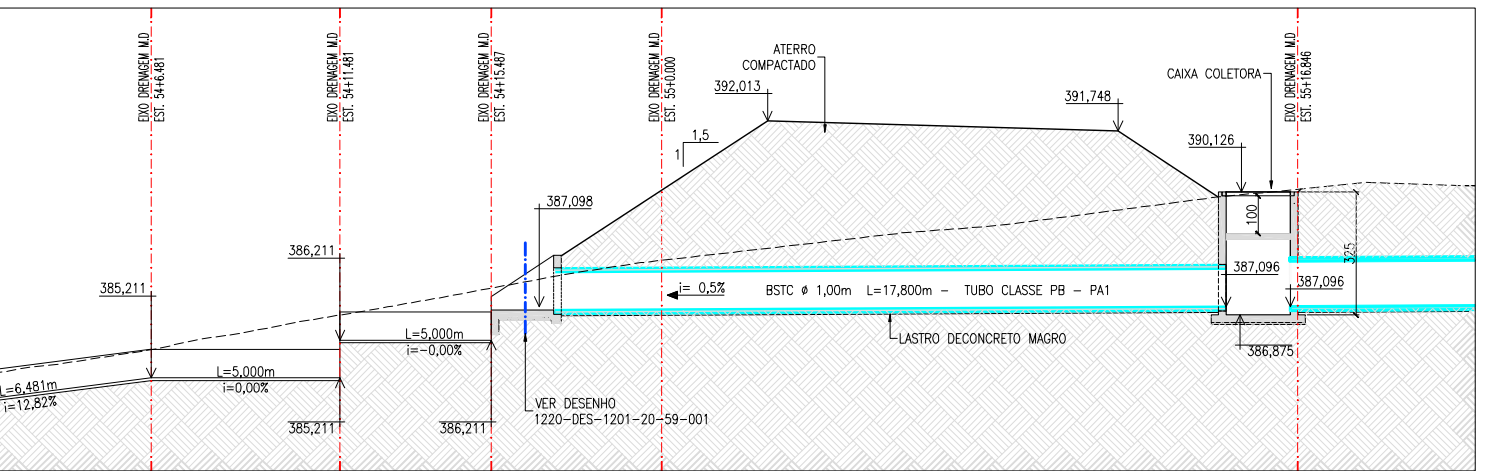 EIXO DRENAGEM M.D
EST. 54+6.481
EIXO DRENAGEM M.D
EST. 54+11.481
EIXO DRENAGEM M.D
EST. 54+15.487
EIXO DRENAGEM M.D
EST. 55+0.000
EIXO DRENAGEM M.D
EST. 55+16.846
ATERRO
COMPACTADO
CAIXA COLETORA
392,013
391,748
390,126
1,5
1
387,098
386,211
385,211
100
325
387,096
387,096
i= 0,5%
BSTC ϕ 1,00m L=17,800m - TUBO CLASSE PB - PA1
LASTRO DECONCRETO MAGRO
386,875
L=5,000m
i=-0,00%
L=5,000m
i=0,00%
L=6,481m
i=12,82%
385,211
386,211
VER DESENHO
1220-DES-1201-20-59-001